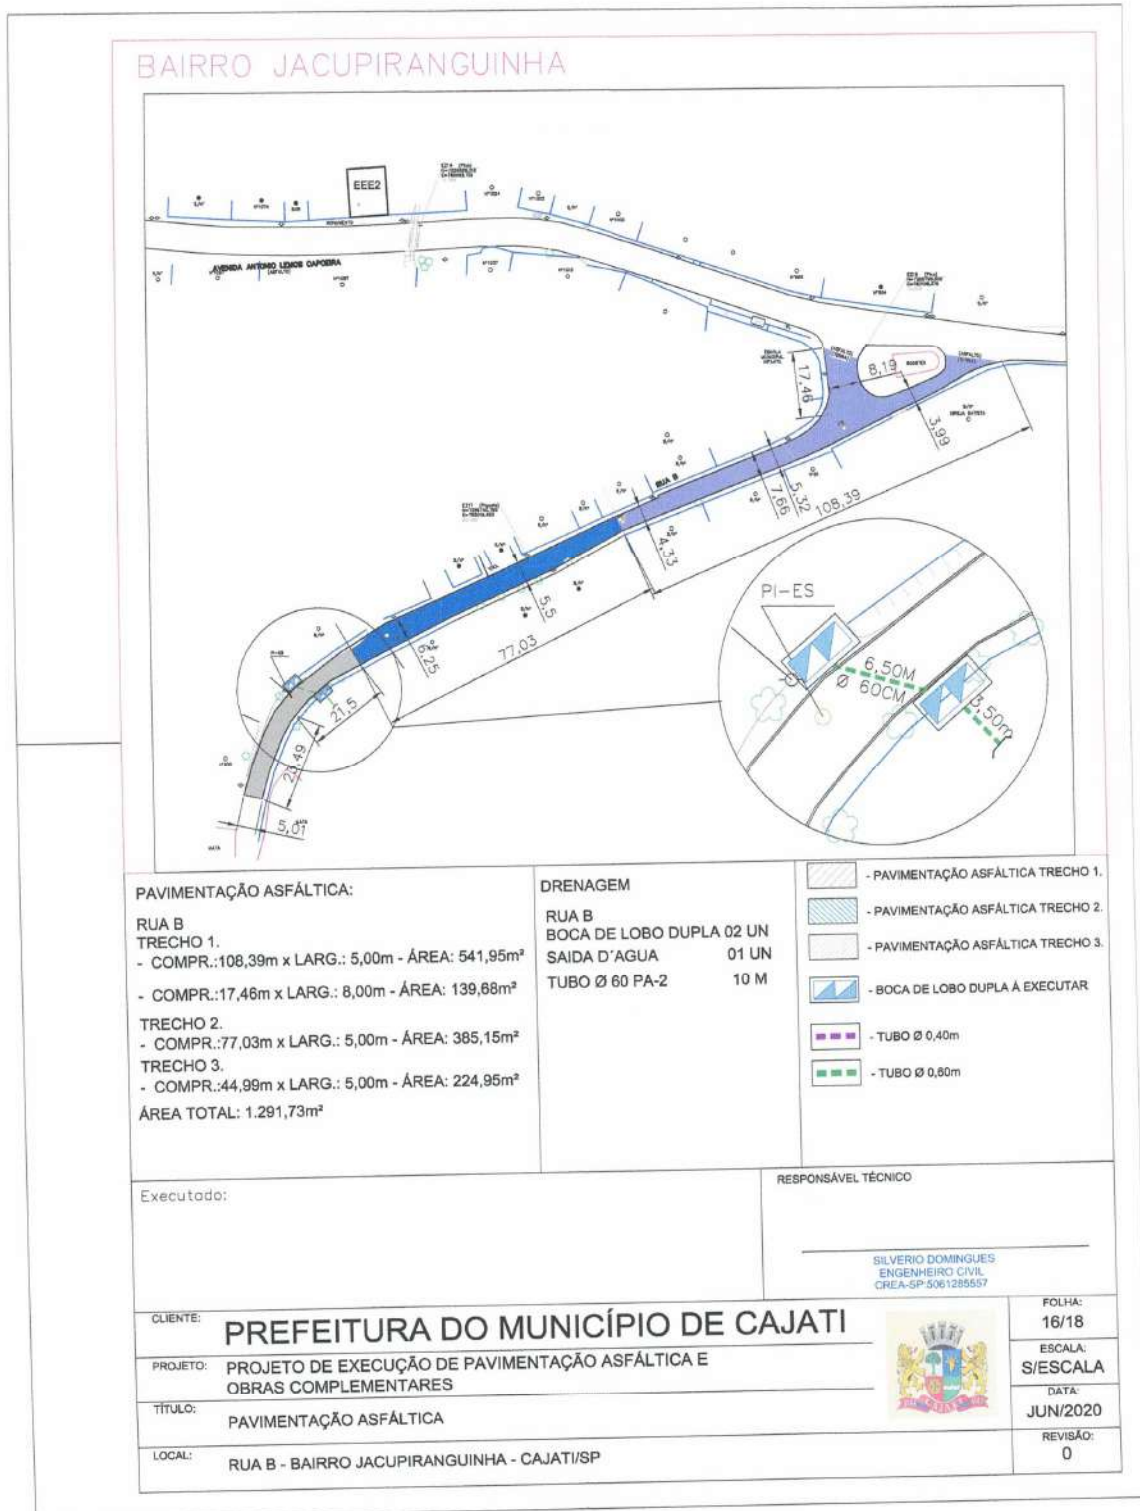 BAIRRO JACUPIRANGUINHA
EEE2
AVENIDA ANTONIO LEMOS CAPOEIRA
(ASFALTO)
17,46
8,19
3,99
RUA B
7,66
5,32
108,39
4,33
5,5
6,25
77,03
21,5
23,49
5,01
MATA
MATA
PI-ES
6,50M
Ø 60CM
3,50m
PAVIMENTAÇÃO ASFÁLTICA:
RUA B
TRECHO 1.
- COMPR.:108,39m x LARG.: 5,00m - ÁREA: 541,95m²
- COMPR.:17,46m x LARG.: 8,00m - ÁREA: 139,68m²
TRECHO 2.
- COMPR.:77,03m x LARG.: 5,00m - ÁREA: 385,15m²
TRECHO 3.
- COMPR.:44,99m x LARG.: 5,00m - ÁREA: 224,95m²
ÁREA TOTAL: 1.291,73m²
DRENAGEM
RUA B
BOCA DE LOBO DUPLA 02 UN
SAIDA D´AGUA 01 UN
TUBO Ø 60 PA-2 10 M
- PAVIMENTAÇÃO ASFÁLTICA TRECHO 1.
- PAVIMENTAÇÃO ASFÁLTICA TRECHO 2.
- PAVIMENTAÇÃO ASFÁLTICA TRECHO 3.
- BOCA DE LOBO DUPLA À EXECUTAR
- TUBO Ø 0,40m
- TUBO Ø 0,60m
Executado:
RESPONSÁVEL TÉCNICO
SILVERIO DOMINGUES
ENGENHEIRO CIVIL
CREA-SP:5061285557
CLIENTE:
PREFEITURA DO MUNICÍPIO DE CAJATI
PROJETO:
PROJETO DE EXECUÇÃO DE PAVIMENTAÇÃO ASFÁLTICA E
OBRAS COMPLEMENTARES
TÍTULO:
PAVIMENTAÇÃO ASFÁLTICA
LOCAL:
RUA B - BAIRRO JACUPIRANGUINHA - CAJATI/SP
CAJATI
FOLHA:
16/18
ESCALA:
S/ESCALA
DATA:
JUN/2020
REVISÃO:
0